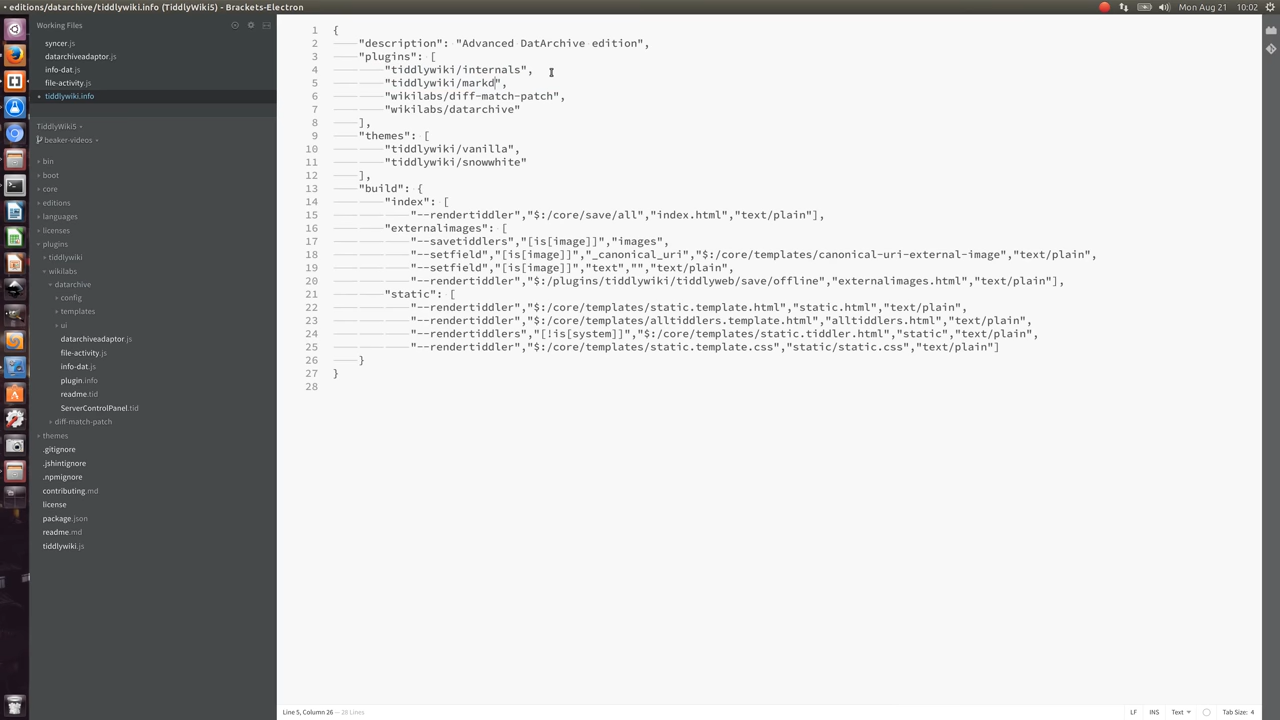 • editions/datarchive/tiddlywiki.info (TiddlyWiki5) - Brackets-Electron
Mon Aug 21 10:02
Working Files
syncer.js
datarchiveadaptor.js
info-dat.js
file-activity.js
• tiddlywiki.info
TiddlyWiki5
beaker-videos
bin
boot
core
editions
languages
licenses
plugins
tiddlywiki
wikilabs
datarchive
config
templates
ui
datarchiveadaptor.js
file-activity.js
info-dat.js
plugin.info
readme.tid
ServerControlPanel.tid
diff-match-patch
themes
.gitignore
.jshintignore
.npmignore
contributing.md
license
package.json
readme.md
tiddlywiki.js
1 {
2 "description": "Advanced DatArchive edition",
3 "plugins": [
4 "tiddlywiki/internals",
5 "tiddlywiki/markd",
6 "wikilabs/diff-match-patch",
7 "wikilabs/datarchive"
8 ],
9 "themes": [
10 "tiddlywiki/vanilla",
11 "tiddlywiki/snowwhite"
12 ],
13 "build": {
14 "index": [
15 "--rendertiddler","$:/core/save/all","index.html","text/plain"],
16 "externalimages": [
17 "--savetiddlers","[is[image]]","images",
18 "--setfield","[is[image]]","_canonical_uri","$:/core/templates/canonical-uri-external-image","text/plain",
19 "--setfield","[is[image]]","text","","text/plain",
20 "--rendertiddler","$:/plugins/tiddlywiki/tiddlyweb/save/offline","externalimages.html","text/plain"],
21 "static": [
22 "--rendertiddler","$:/core/templates/static.template.html","static.html","text/plain",
23 "--rendertiddler","$:/core/templates/alltiddlers.template.html","alltiddlers.html","text/plain",
24 "--rendertiddlers","[!is[system]]","$:/core/templates/static.tiddler.html","static","text/plain",
25 "--rendertiddler","$:/core/templates/static.template.css","static/static.css","text/plain"]
26 }
27 }
28
Line 5, Column 26 — 28 Lines
LF INS Text Tab Size: 4